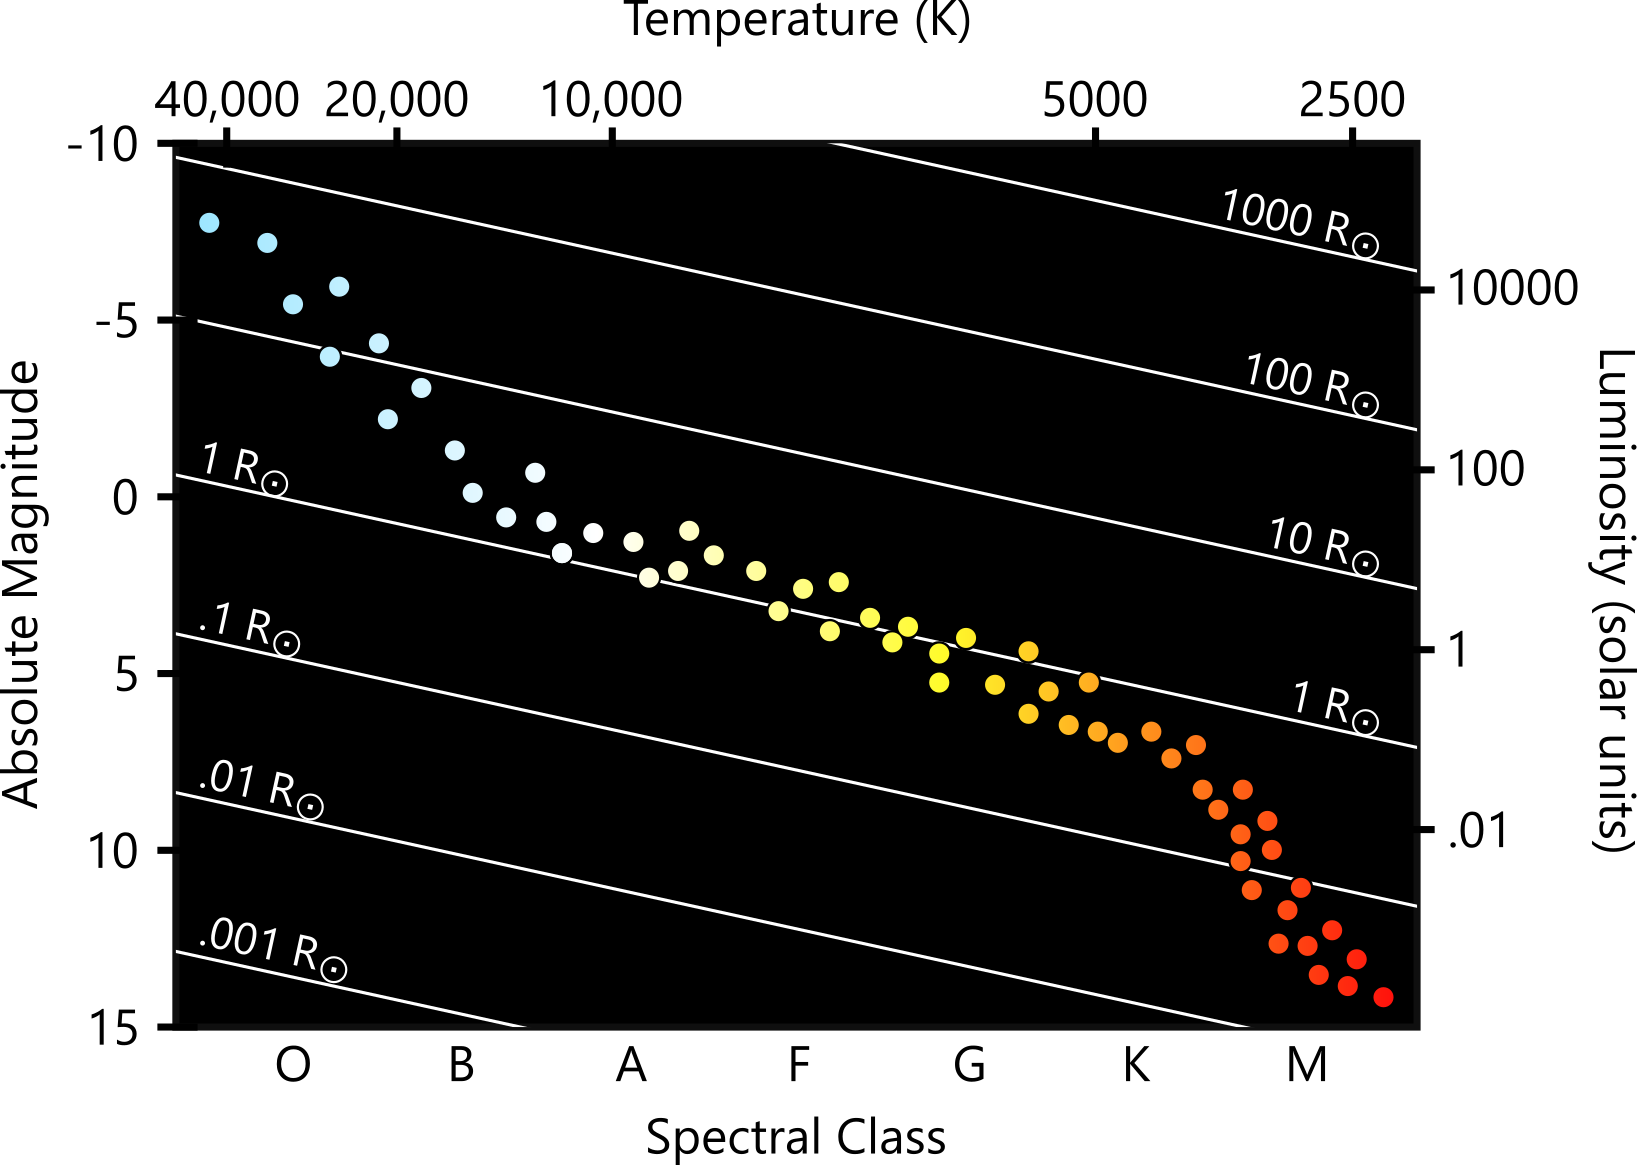 Temperature (K)
40,000 20,000 10,000 5000 2500
-10
-5
0
5
10
15
Absolute Magnitude
1000 R☉
100 R☉
10 R☉
1 R☉
1 R☉
.1 R☉
.01 R☉
.001 R☉
10000
100
1
.01
Luminosity (solar units)
O B A F G K M
Spectral Class